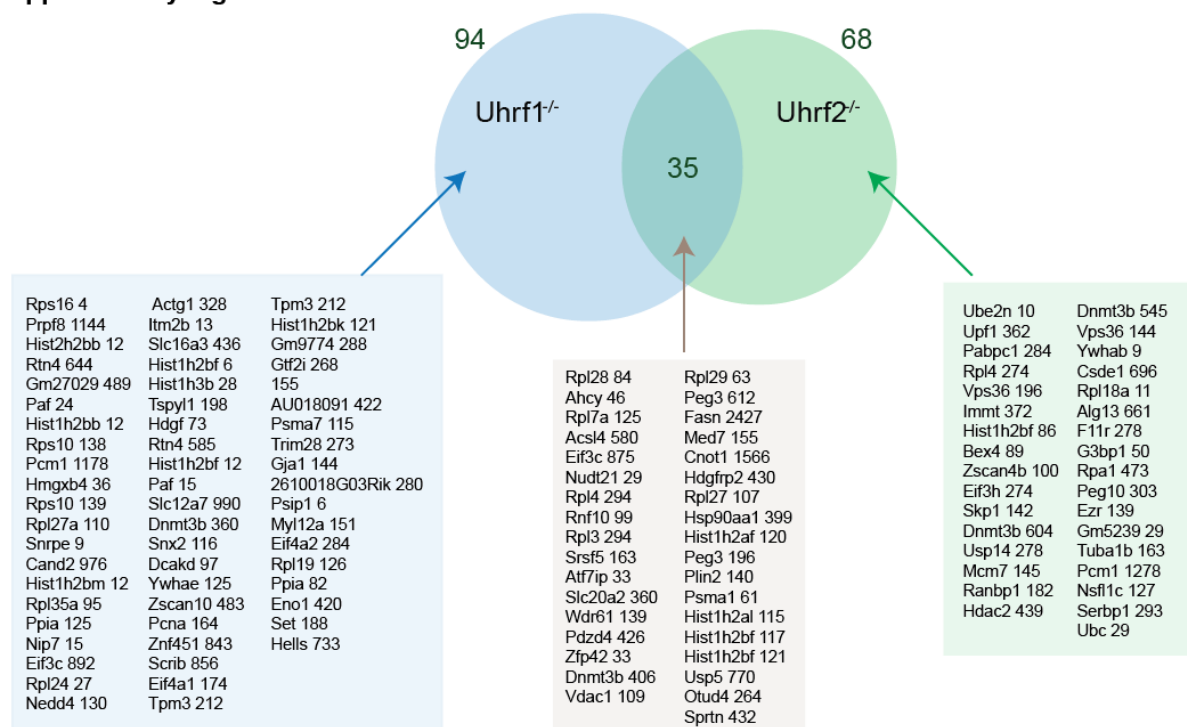 94
68
Uhrf1-/-
Uhrf2-/-
35
Rps16 4
Prpf8 1144
Hist2h2bb 12
Rtn4 644
Gm27029 489
Paf 24
Hist1h2bb 12
Rps10 138
Pcm1 1178
Hmgxb4 36
Rps10 139
Rpl27a 110
Snrpe 9
Cand2 976
Hist1h2bm 12
Rpl35a 95
Ppia 125
Nip7 15
Eif3c 892
Rpl24 27
Nedd4 130
Actg1 328
Itm2b 13
Slc16a3 436
Hist1h2bf 6
Hist1h3b 28
Tspyl1 198
Hdgf 73
Rtn4 585
Hist1h2bf 12
Paf 15
Slc12a7 990
Dnmt3b 360
Snx2 116
Dcakd 97
Ywhae 125
Zscan10 483
Pcna 164
Znf451 843
Scrib 856
Eif4a1 174
Tpm3 212
Tpm3 212
Hist1h2bk 121
Gm9774 288
Gtf2i 268
155
AU018091 422
Psma7 115
Trim28 273
Gja1 144
2610018G03Rik 280
Psip1 6
Myl12a 151
Eif4a2 284
Rpl19 126
Ppia 82
Eno1 420
Set 188
Hells 733
Rpl28 84
Ahcy 46
Rpl7a 125
Acsl4 580
Eif3c 875
Nudt21 29
Rpl4 294
Rnf10 99
Rpl3 294
Srsf5 163
Atf7ip 33
Slc20a2 360
Wdr61 139
Pdzd4 426
Zfp42 33
Dnmt3b 406
Vdac1 109
Rpl29 63
Peg3 612
Fasn 2427
Med7 155
Cnot1 1566
Hdgfrp2 430
Rpl27 107
Hsp90aa1 399
Hist1h2af 120
Peg3 196
Plin2 140
Psma1 61
Hist1h2al 115
Hist1h2bf 117
Hist1h2bf 121
Usp5 770
Otud4 264
Sprtn 432
Ube2n 10
Upf1 362
Pabpc1 284
Rpl4 274
Vps36 196
Immt 372
Hist1h2bf 86
Bex4 89
Zscan4b 100
Eif3h 274
Skp1 142
Dnmt3b 604
Usp14 278
Mcm7 145
Ranbp1 182
Hdac2 439
Dnmt3b 545
Vps36 144
Ywhab 9
Csde1 696
Rpl18a 11
Alg13 661
F11r 278
G3bp1 50
Rpa1 473
Peg10 303
Ezr 139
Gm5239 29
Tuba1b 163
Pcm1 1278
Nsfl1c 127
Serbp1 293
Ubc 29